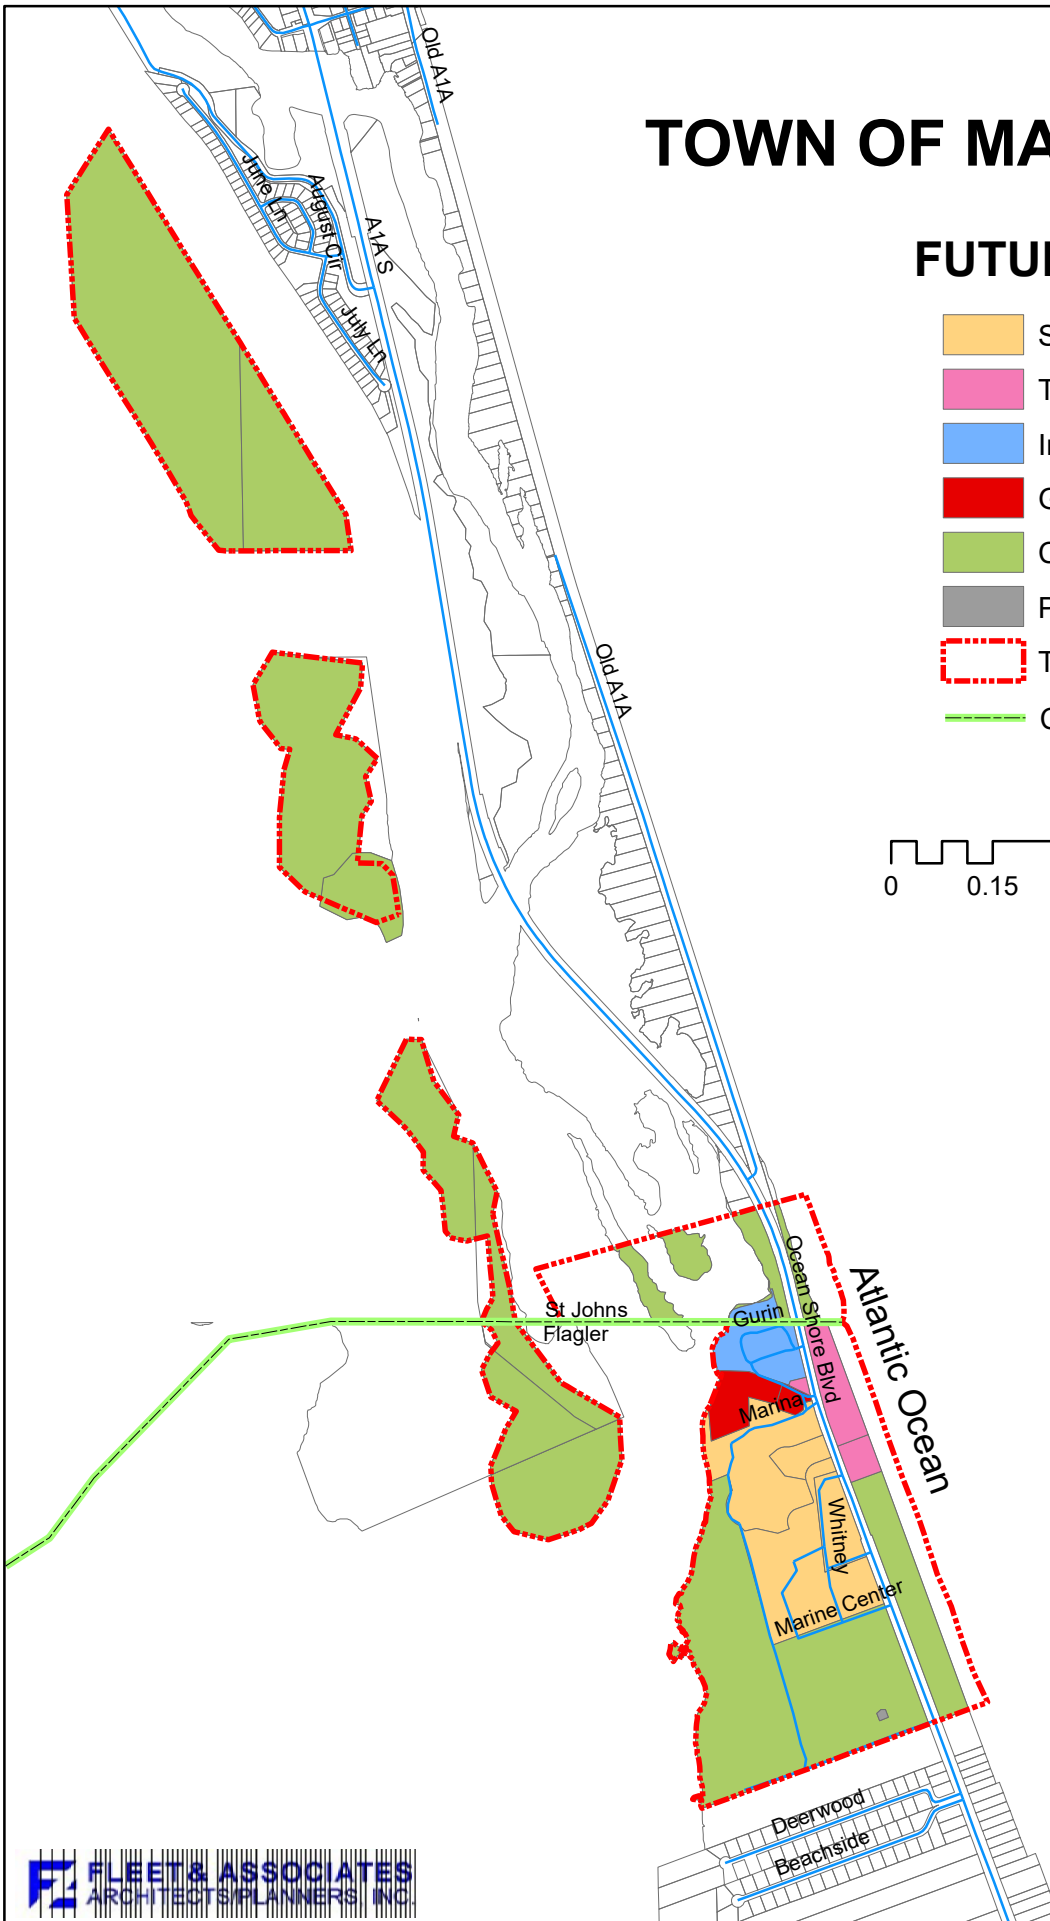 Old A1A
TOWN OF MA
June Ln
August Cir
A1A S
FUTU
July Ln
S
T
G
P
T
Old A1A
0 0.15
Ocean Shore Blvd
Atlantic Ocean
St Johns
Flagler
Gurin
Marina
Whitney
Marine Center
Deerwood
Beachside
FLEET & ASSOCIATES
ARCHITECTS/PLANNERS, INC.